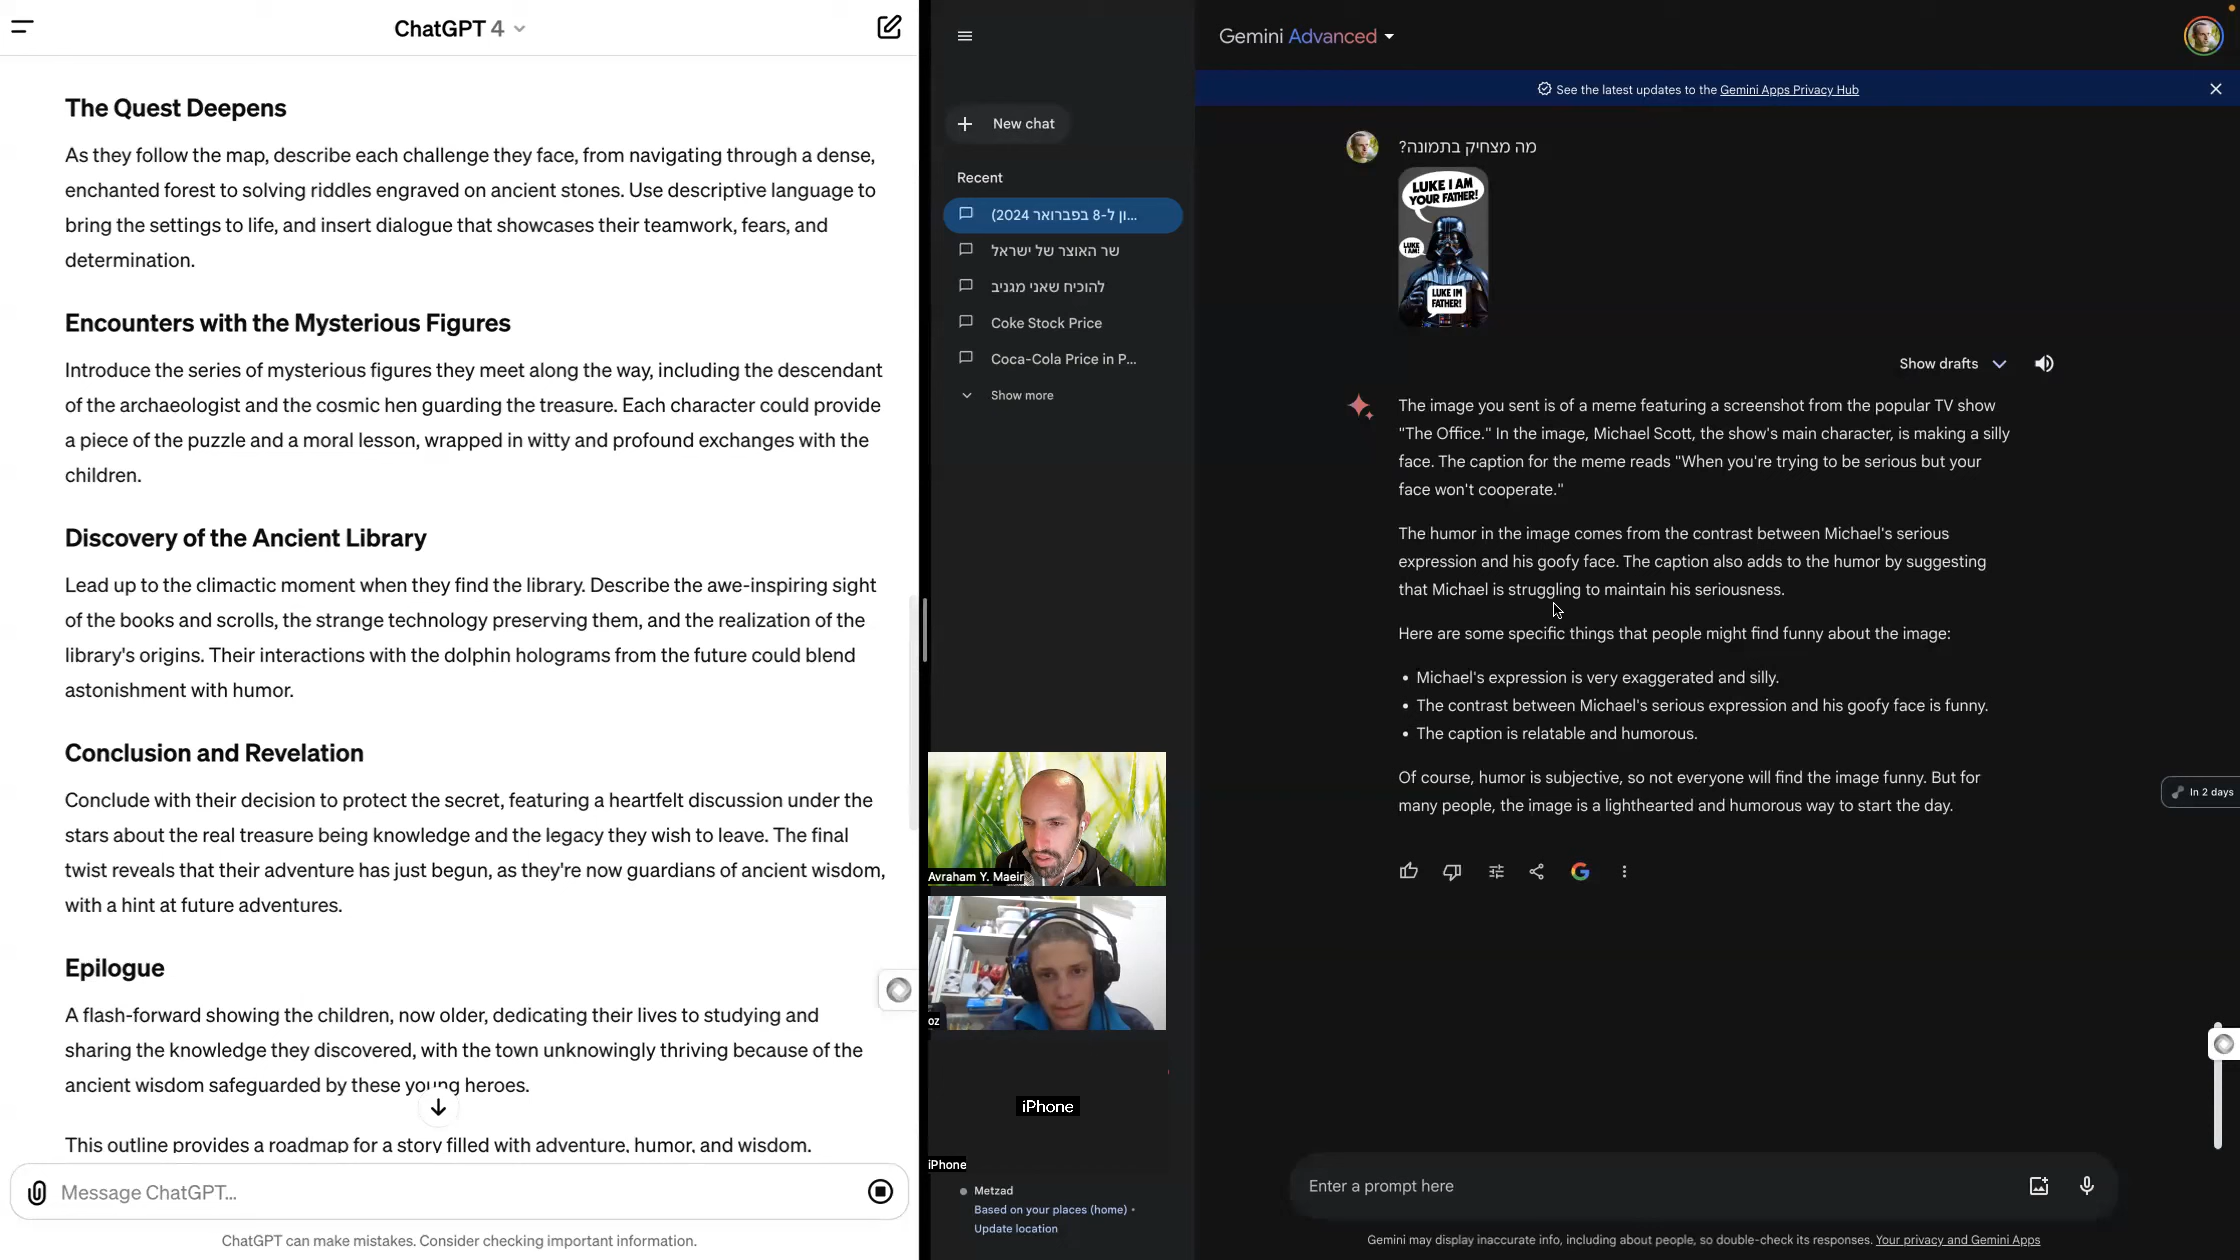 ChatGPT 4
The Quest Deepens
As they follow the map, describe each challenge they face, from navigating through a dense,
enchanted forest to solving riddles engraved on ancient stones. Use descriptive language to
bring the settings to life, and insert dialogue that showcases their teamwork, fears, and
determination.
Encounters with the Mysterious Figures
Introduce the series of mysterious figures they meet along the way, including the descendant
of the archaeologist and the cosmic hen guarding the treasure. Each character could provide
a piece of the puzzle and a moral lesson, wrapped in witty and profound exchanges with the
children.
Discovery of the Ancient Library
Lead up to the climactic moment when they find the library. Describe the awe-inspiring sight
of the books and scrolls, the strange technology preserving them, and the realization of the
library's origins. Their interactions with the dolphin holograms from the future could blend
astonishment with humor.
Conclusion and Revelation
Conclude with their decision to protect the secret, featuring a heartfelt discussion under the
stars about the real treasure being knowledge and the legacy they wish to leave. The final
twist reveals that their adventure has just begun, as they're now guardians of ancient wisdom,
with a hint at future adventures.
Epilogue
A flash-forward showing the children, now older, dedicating their lives to studying and
sharing the knowledge they discovered, with the town unknowingly thriving because of the
ancient wisdom safeguarded by these young heroes.
This outline provides a roadmap for a story filled with adventure, humor, and wisdom.
Message ChatGPT...
ChatGPT can make mistakes. Consider checking important information.
New chat
Recent
ון ל-8 בפברואר 2024)...
שר האוצר של ישראל
להוכיח שאני מגניב
Coke Stock Price
Coca-Cola Price in P...
Show more
Avraham Y. Maeir
oz
iPhone
iPhone
Metzad
Based on your places (home) •
Update location
Gemini Advanced
See the latest updates to the Gemini Apps Privacy Hub
מה מצחיק בתמונה?
LUKE I AM
YOUR FATHER!
LUKE
I AM!
LUKE IM
FATHER!
Show drafts
The image you sent is of a meme featuring a screenshot from the popular TV show
"The Office." In the image, Michael Scott, the show's main character, is making a silly
face. The caption for the meme reads "When you're trying to be serious but your
face won't cooperate."
The humor in the image comes from the contrast between Michael's serious
expression and his goofy face. The caption also adds to the humor by suggesting
that Michael is struggling to maintain his seriousness.
Here are some specific things that people might find funny about the image:
• Michael's expression is very exaggerated and silly.
• The contrast between Michael's serious expression and his goofy face is funny.
• The caption is relatable and humorous.
Of course, humor is subjective, so not everyone will find the image funny. But for
many people, the image is a lighthearted and humorous way to start the day.
In 2 days
Enter a prompt here
Gemini may display inaccurate info, including about people, so double-check its responses. Your privacy and Gemini Apps